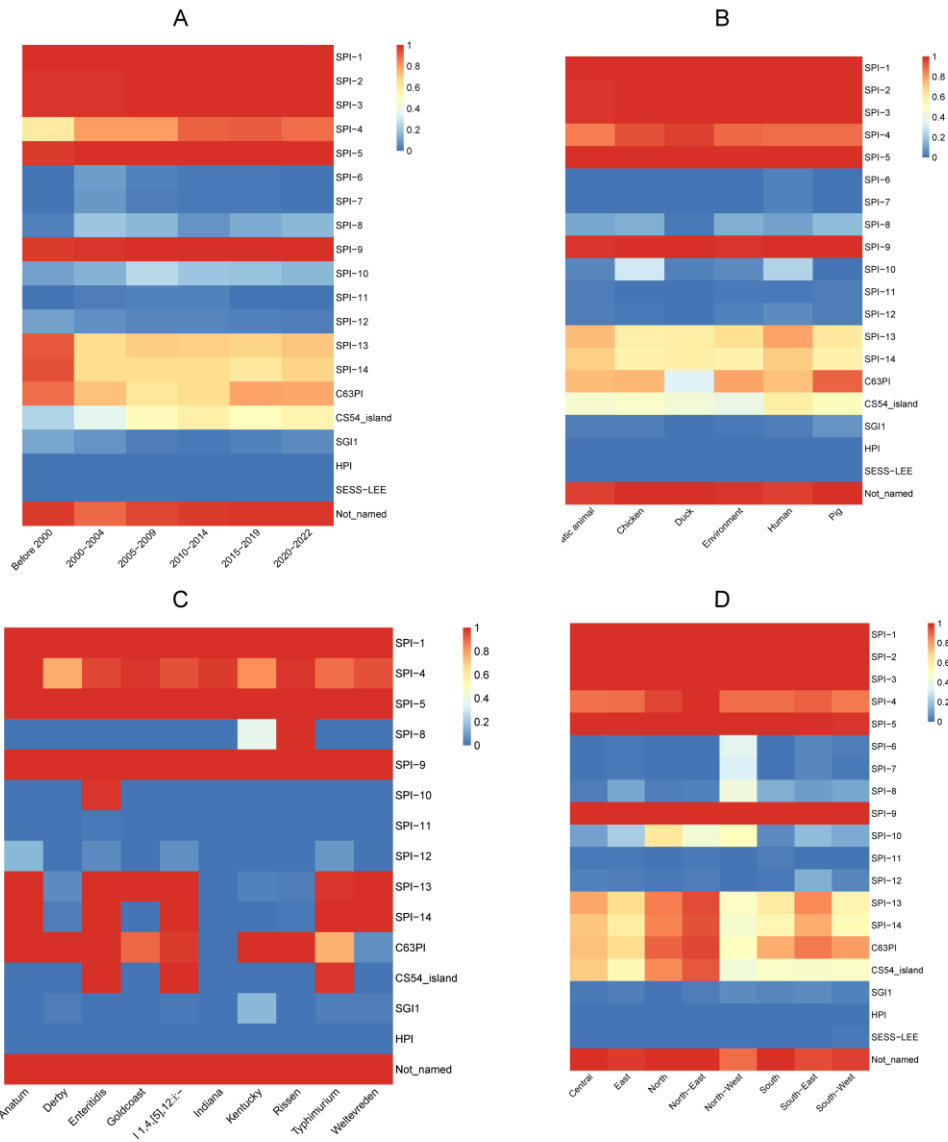 A
SPI-1
SPI-2
SPI-3
SPI-4
SPI-5
SPI-6
SPI-7
SPI-8
SPI-9
SPI-10
SPI-11
SPI-12
SPI-13
SPI-14
C63PI
CS54_island
SGI1
HPI
SESS-LEE
Not_named
1
0.8
0.6
0.4
0.2
0
Before 2000
2000-2004
2005-2009
2010-2014
2015-2019
2020-2022
B
SPI-1
SPI-2
SPI-3
SPI-4
SPI-5
SPI-6
SPI-7
SPI-8
SPI-9
SPI-10
SPI-11
SPI-12
SPI-13
SPI-14
C63PI
CS54_island
SGI1
HPI
SESS-LEE
Not_named
1
0.8
0.6
0.4
0.2
0
atic animal
Chicken
Duck
Environment
Human
Pig
C
SPI-1
SPI-4
SPI-5
SPI-8
SPI-9
SPI-10
SPI-11
SPI-12
SPI-13
SPI-14
C63PI
CS54_island
SGI1
HPI
Not_named
1
0.8
0.6
0.4
0.2
0
Anatum
Derby
Enteritidis
Goldcoast
I 1,4,[5],12:i:-
Indiana
Kentucky
Rissen
Typhimurium
Weltevreden
D
SPI-1
SPI-2
SPI-3
SPI-4
SPI-5
SPI-6
SPI-7
SPI-8
SPI-9
SPI-10
SPI-11
SPI-12
SPI-13
SPI-14
C63PI
CS54_island
SGI1
HPI
SESS-LEE
Not_named
1
0.8
0.6
0.4
0.2
0
Central
East
North
North-East
North-West
South
South-East
South-West